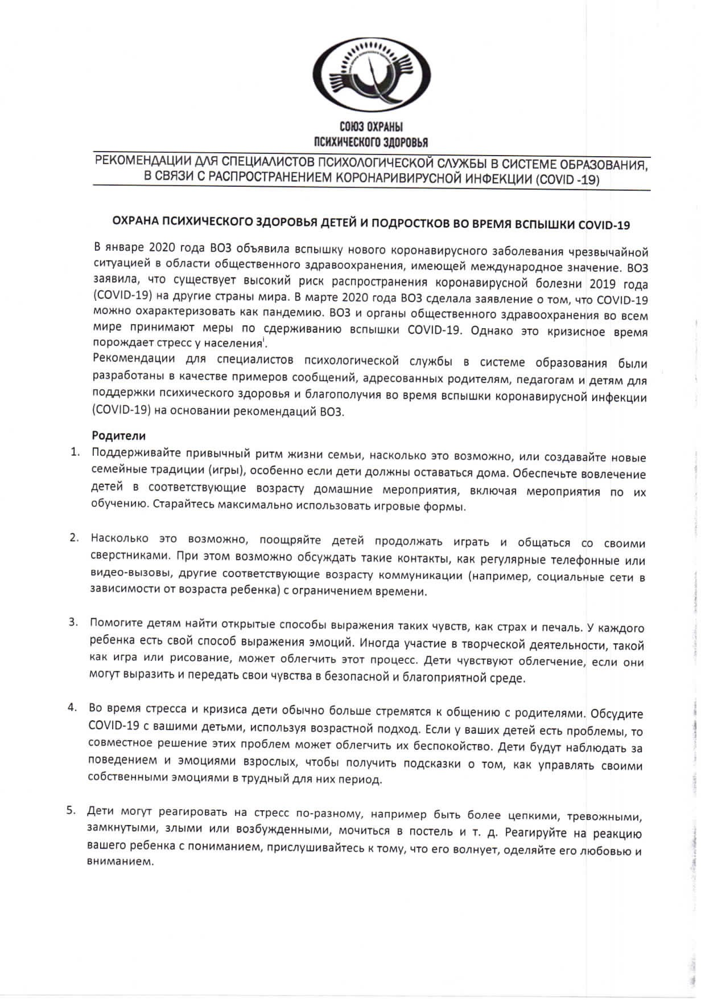 СОЮЗ ОХРАНЫ
ПСИХИЧЕСКОГО ЗДОРОВЬЯ
РЕКОМЕНДАЦИИ ДЛЯ СПЕЦИАЛИСТОВ ПСИХОЛОГИЧЕСКОЙ СЛУЖБЫ В СИСТЕМЕ ОБРАЗОВАНИЯ,
В СВЯЗИ С РАСПРОСТРАНЕНИЕМ КОРОНАРИВИРУСНОЙ ИНФЕКЦИИ (COVID -19)
ОХРАНА ПСИХИЧЕСКОГО ЗДОРОВЬЯ ДЕТЕЙ И ПОДРОСТКОВ ВО ВРЕМЯ ВСПЫШКИ COVID-19
В январе 2020 года ВОЗ объявила вспышку нового коронавирусного заболевания чрезвычайной
ситуацией в области общественного здравоохранения, имеющей международное значение. ВОЗ
заявила, что существует высокий риск распространения коронавирусной болезни 2019 года
(COVID-19) на другие страны мира. В марте 2020 года ВОЗ сделала заявление о том, что COVID-19
можно охарактеризовать как пандемию. ВОЗ и органы общественного здравоохранения во всем
мире принимают меры по сдерживанию вспышки COVID-19. Однако это кризисное время
порождает стресс у населенияⁱ.
Рекомендации для специалистов психологической службы в системе образования были
разработаны в качестве примеров сообщений, адресованных родителям, педагогам и детям для
поддержки психического здоровья и благополучия во время вспышки коронавирусной инфекции
(COVID-19) на основании рекомендаций ВОЗ.
Родители
1. Поддерживайте привычный ритм жизни семьи, насколько это возможно, или создавайте новые
семейные традиции (игры), особенно если дети должны оставаться дома. Обеспечьте вовлечение
детей в соответствующие возрасту домашние мероприятия, включая мероприятия по их
обучению. Старайтесь максимально использовать игровые формы.
2. Насколько это возможно, поощряйте детей продолжать играть и общаться со своими
сверстниками. При этом возможно обсуждать такие контакты, как регулярные телефонные или
видео-вызовы, другие соответствующие возрасту коммуникации (например, социальные сети в
зависимости от возраста ребенка) с ограничением времени.
3. Помогите детям найти открытые способы выражения таких чувств, как страх и печаль. У каждого
ребенка есть свой способ выражения эмоций. Иногда участие в творческой деятельности, такой
как игра или рисование, может облегчить этот процесс. Дети чувствуют облегчение, если они
могут выразить и передать свои чувства в безопасной и благоприятной среде.
4. Во время стресса и кризиса дети обычно больше стремятся к общению с родителями. Обсудите
COVID-19 с вашими детьми, используя возрастной подход. Если у ваших детей есть проблемы, то
совместное решение этих проблем может облегчить их беспокойство. Дети будут наблюдать за
поведением и эмоциями взрослых, чтобы получить подсказки о том, как управлять своими
собственными эмоциями в трудный для них период.
5. Дети могут реагировать на стресс по-разному, например быть более цепкими, тревожными,
замкнутыми, злыми или возбужденными, мочиться в постель и т. д. Реагируйте на реакцию
вашего ребенка с пониманием, прислушивайтесь к тому, что его волнует, оделяйте его любовью и
вниманием.